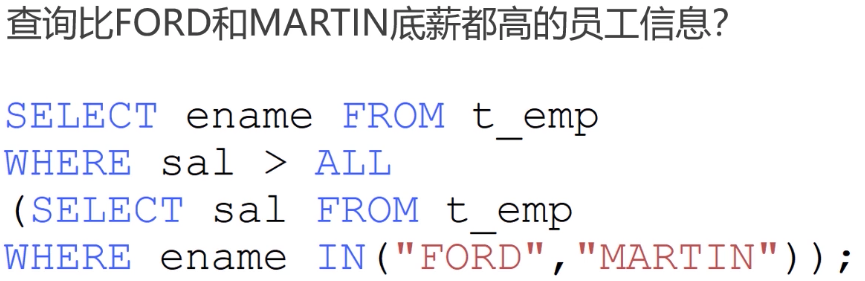 查询比FORD和MARTIN底薪都高的员工信息？
SELECT ename FROM t_emp
WHERE sal > ALL
(SELECT sal FROM t_emp
WHERE ename IN("FORD","MARTIN"));